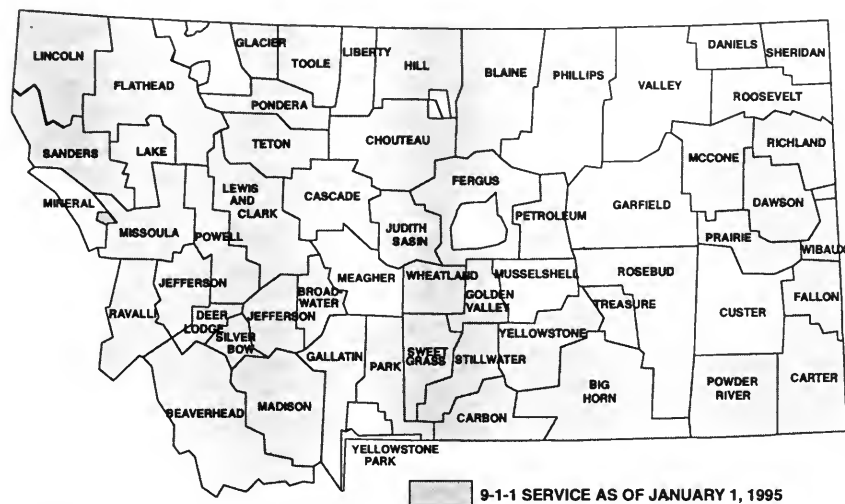 LINCOLN
FLATHEAD
GLACIER
TOOLE
LIBERTY
HILL
BLAINE
PHILLIPS
VALLEY
DANIELS
SHERIDAN
ROOSEVELT
PONDERA
TETON
CHOUTEAU
SANDERS
LAKE
MINERAL
MISSOULA
POWELL
LEWIS
AND
CLARK
CASCADE
JUDITH
SASIN
FERGUS
PETROLEUM
GARFIELD
MCCONE
RICHLAND
DAWSON
PRAIRIE
WIBAUX
JEFFERSON
RAVALLI
DEER
LODGE
SILVER
BOW
JEFFERSON
BROAD-
WATER
MEAGHER
WHEATLAND
GOLDEN
VALLEY
MUSSELSHELL
ROSEBUD
TREASURE
CUSTER
FALLON
GALLATIN
PARK
SWEET
GRASS
STILLWATER
YELLOWSTONE
BIG
HORN
POWDER
RIVER
CARTER
BEAVERHEAD
MADISON
CARBON
YELLOWSTONE
PARK
9-1-1 SERVICE AS OF JANUARY 1, 1995